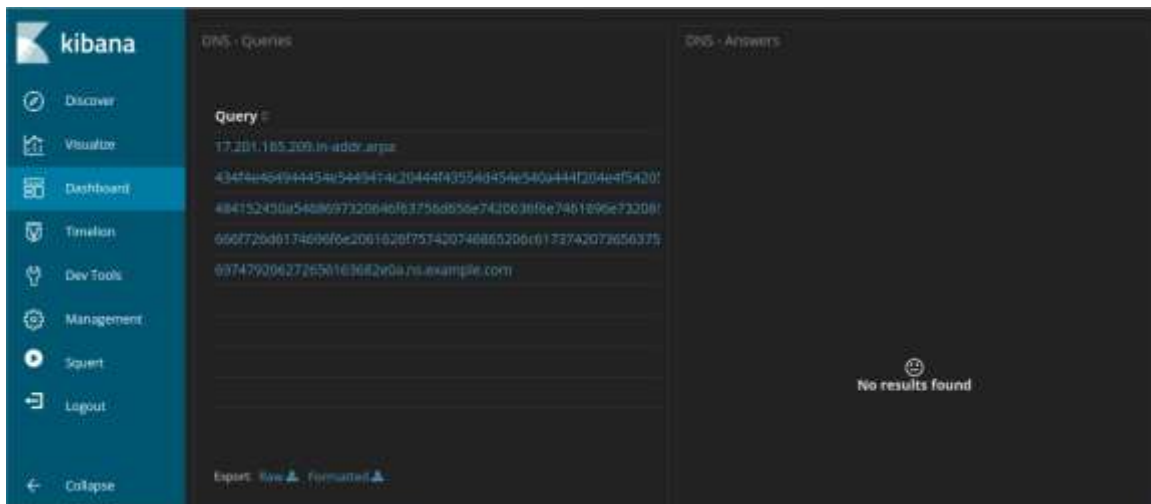 kibana
DNS - Queries
DNS - Answers
Discover
Query
Visualize
17.201.165.209.in-addr.arpa
Dashboard
Timelion
Dev Tools
697479206272656163682e0a.ns.example.com
Management
Squert
No results found
Logout
Export: Raw Formatted
Collapse